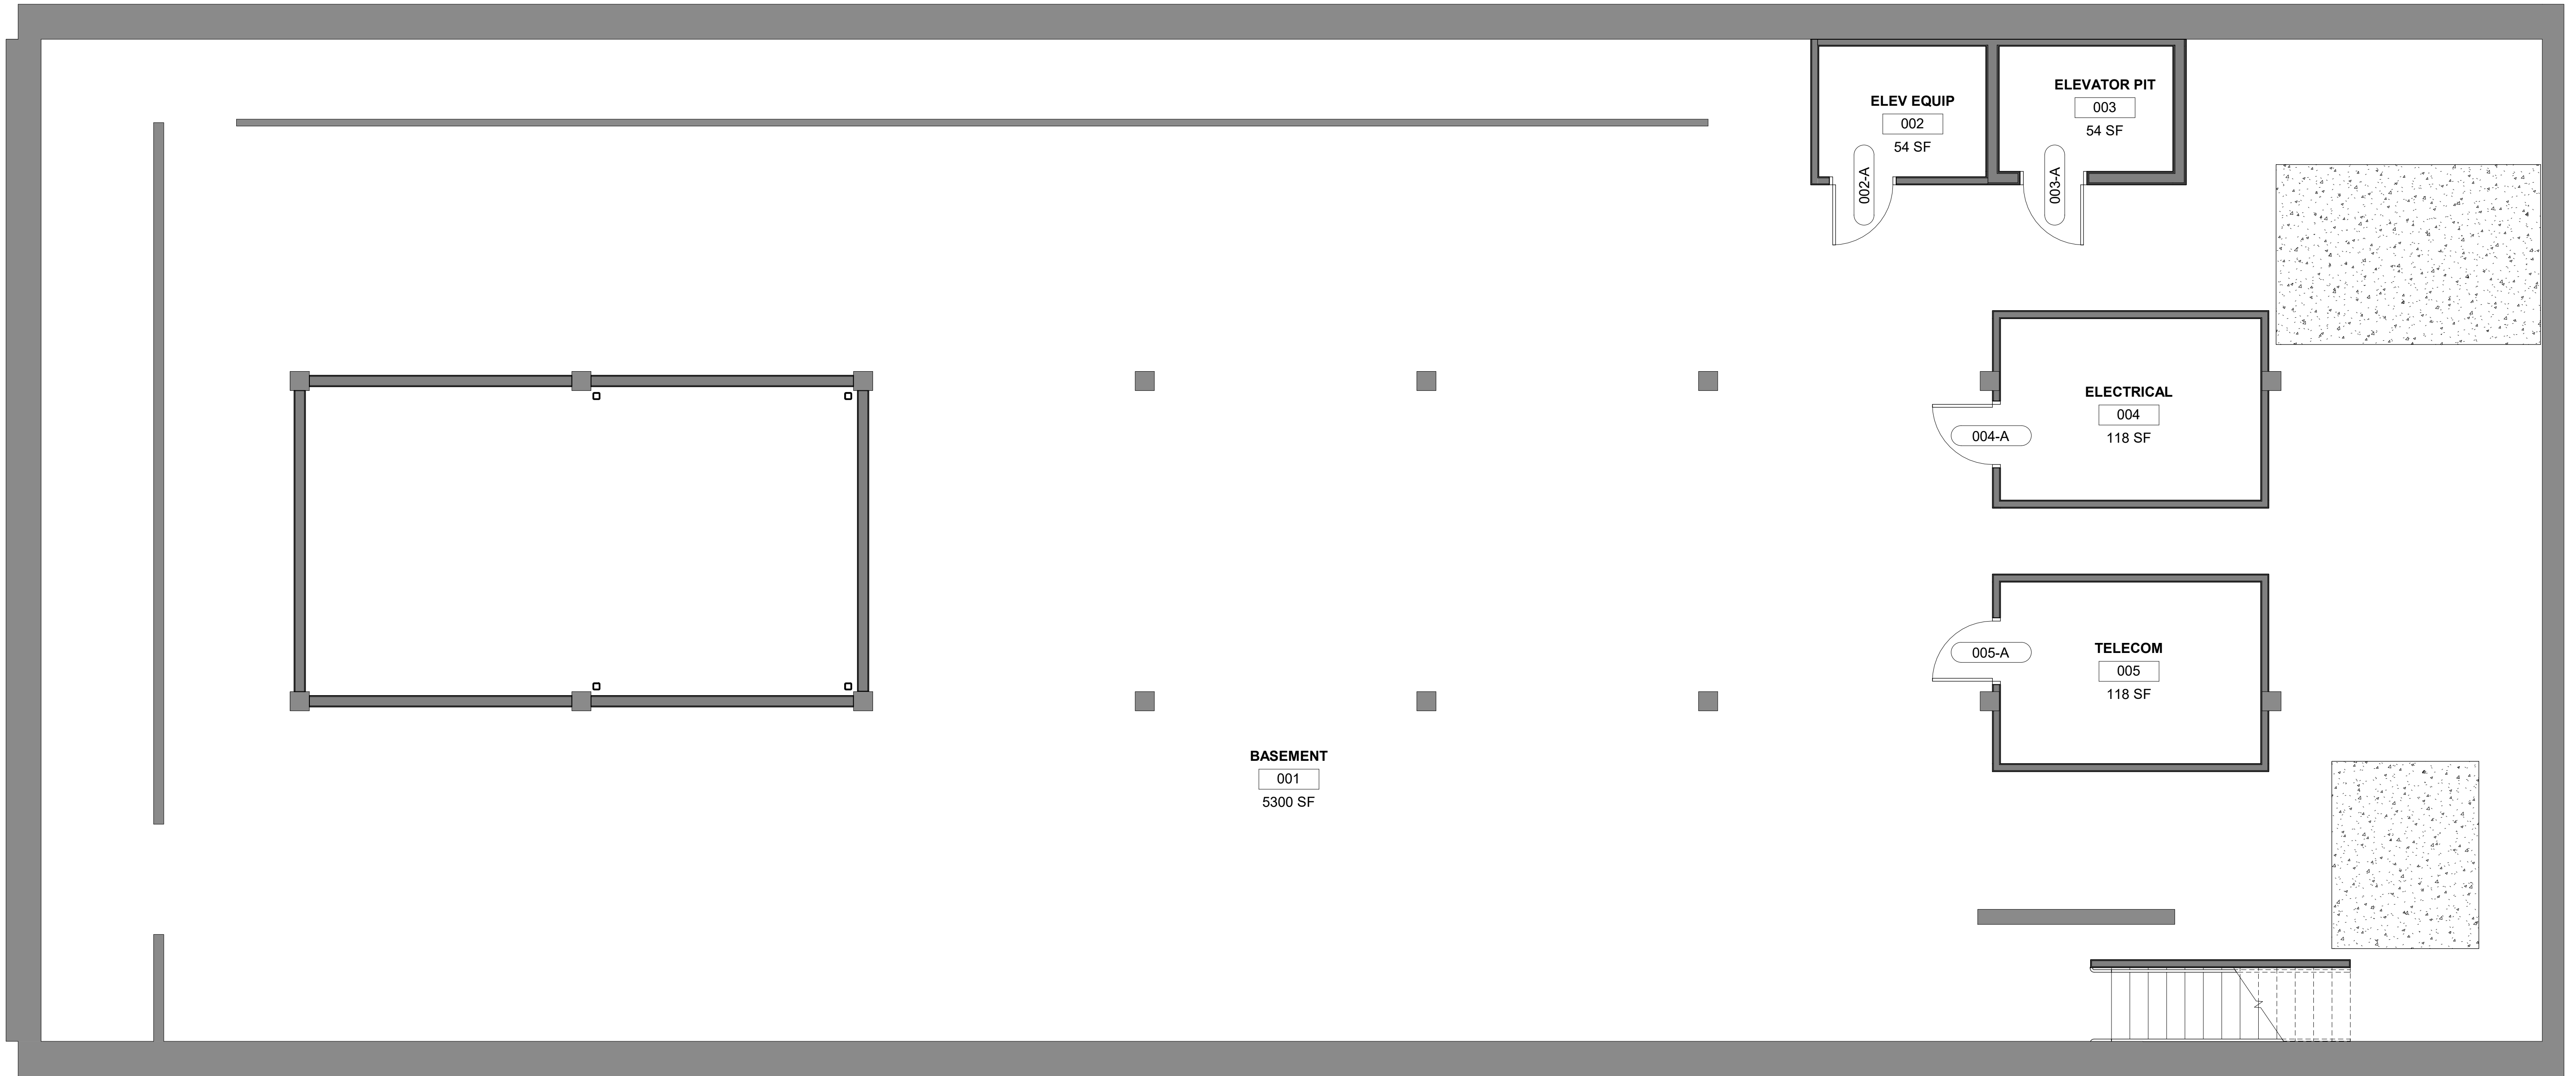 ELEV EQUIP
002
54 SF
002-A
ELEVATOR PIT
003
54 SF
003-A
ELECTRICAL
004
118 SF
004-A
TELECOM
005
118 SF
005-A
BASEMENT
001
5300 SF